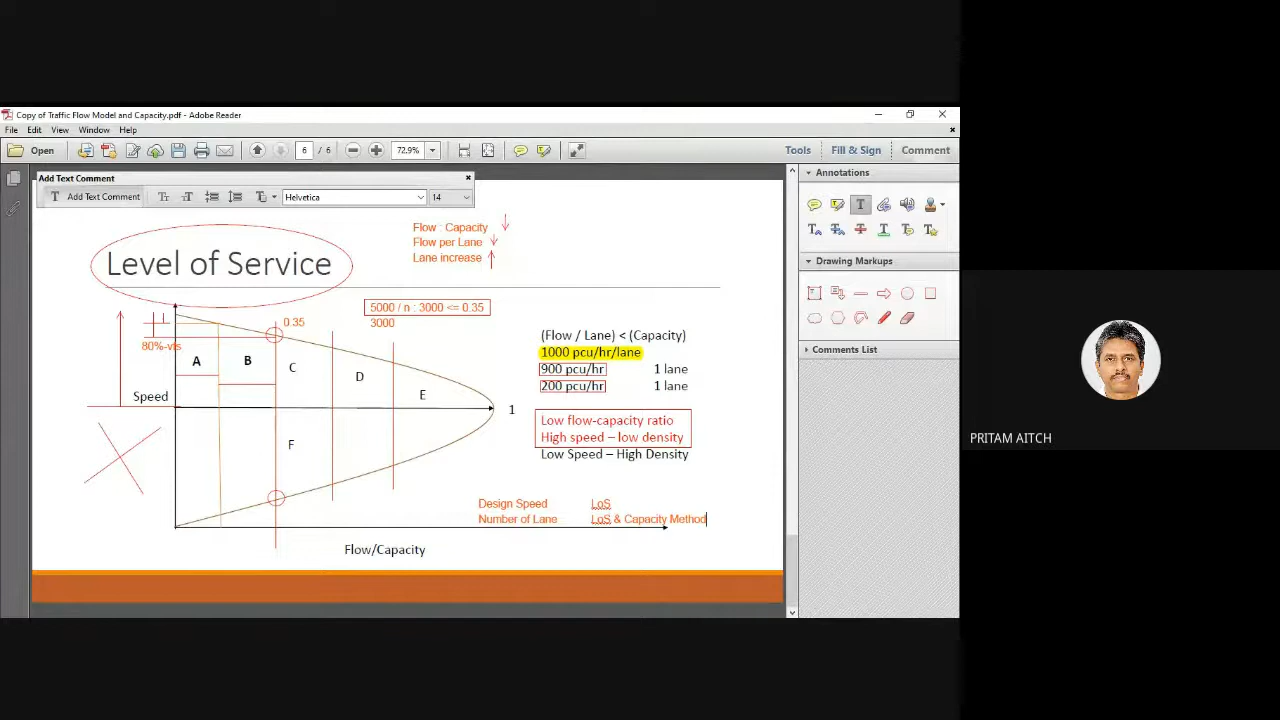 Copy of Traffic Flow Model and Capacity.pdf - Adobe Reader
File Edit View Window Help
Open 6 / 6 72.9% Tools Fill & Sign Comment
Add Text Comment
T Add Text Comment Helvetica 14
Annotations
Drawing Markups
Comments List
Level of Service
Flow : Capacity
Flow per Lane
Lane increase
5000 / n : 3000 <= 0.35
3000
0.35
80%-vfs
A
B
C
D
E
F
Speed
1
Flow/Capacity
(Flow / Lane) < (Capacity)
1000 pcu/hr/lane
900 pcu/hr 1 lane
200 pcu/hr 1 lane
Low flow-capacity ratio
High speed – low density
Low Speed – High Density
Design Speed LoS
Number of Lane LoS & Capacity Method
PRITAM AITCH